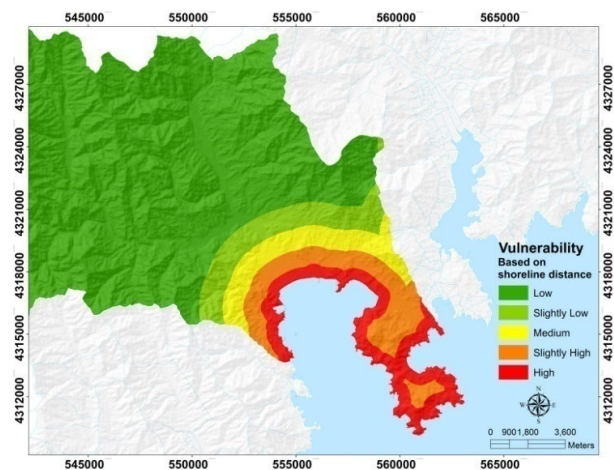 545000 550000 555000 560000 565000
4327000 4327000
4324000 4324000
4321000 4321000
4318000 4318000
4315000 4315000
4312000 4312000
Vulnerability
Based on
shoreline distance
Low
Slightly Low
Medium
Slightly High
High
N
W E
S
0 900 1,800 3,600
Meters
545000 550000 555000 560000 565000